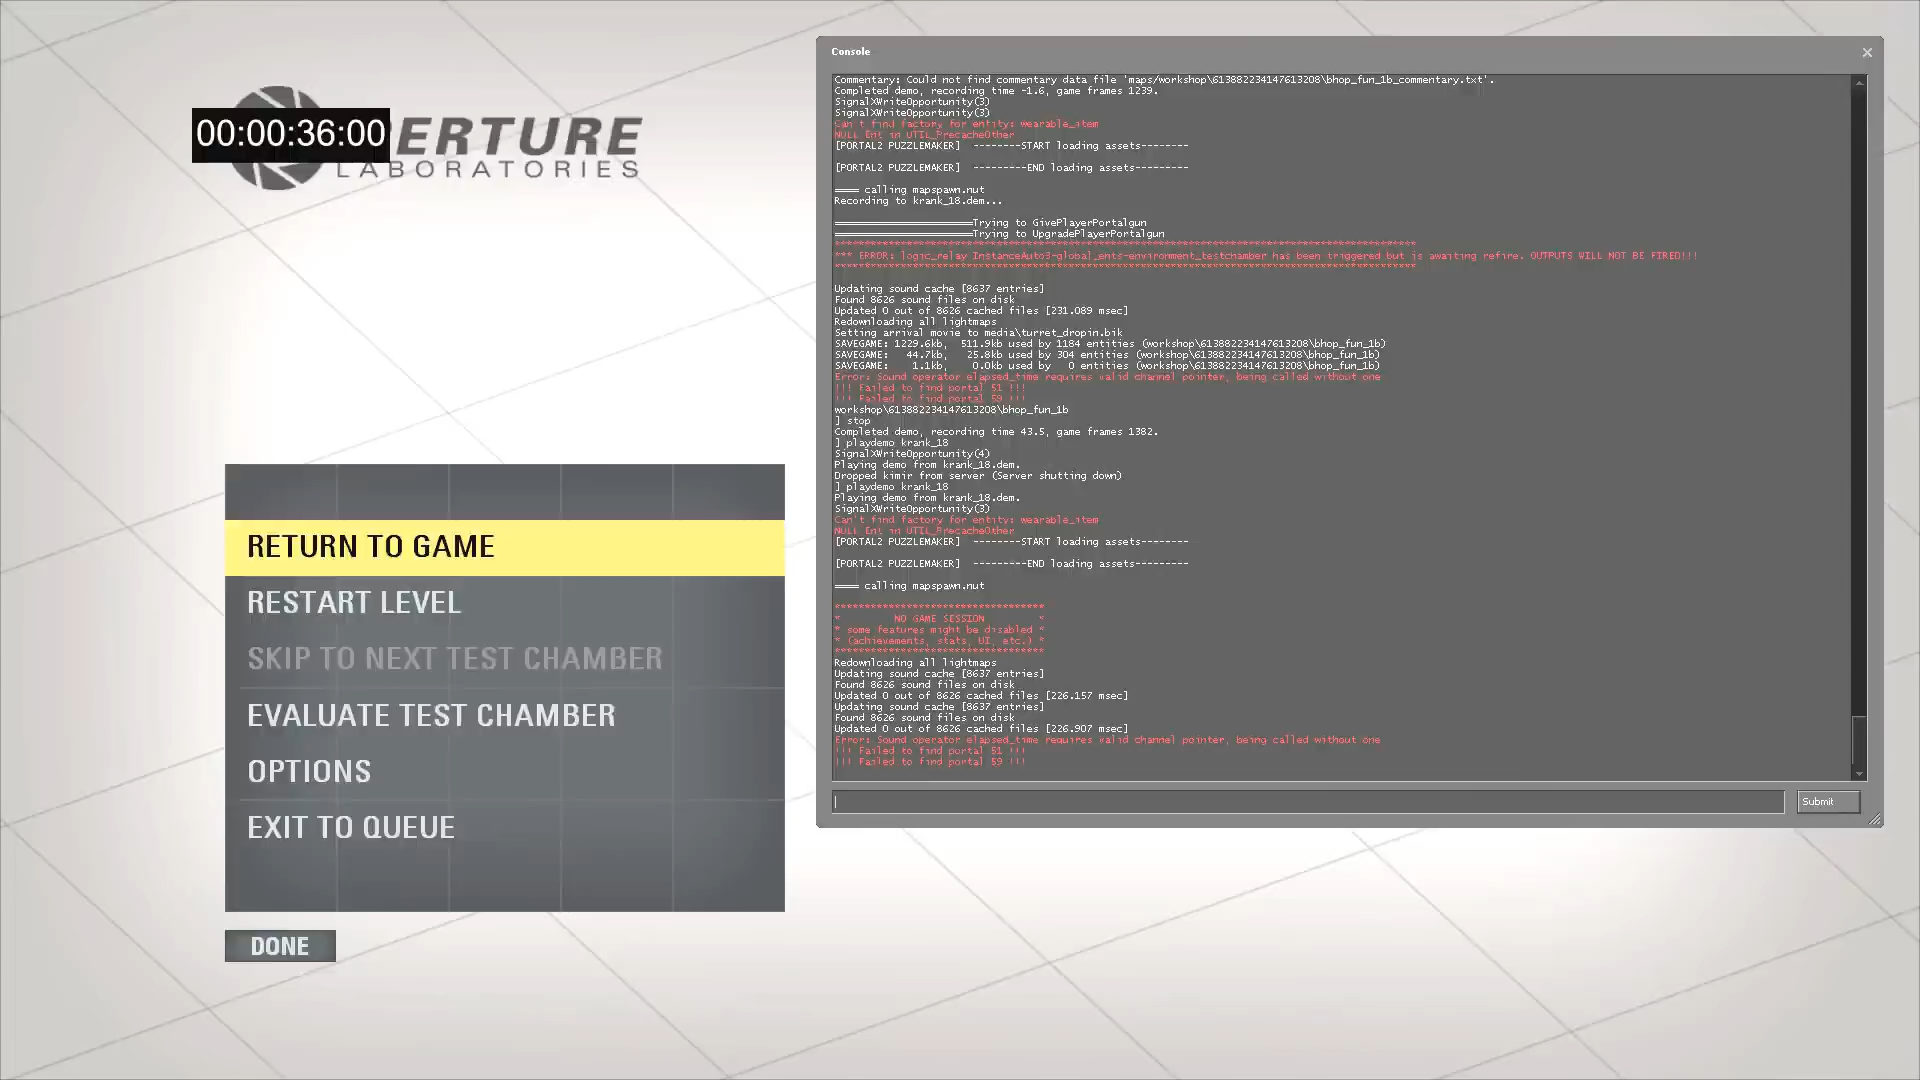 00:00:36:00
ERTURE
LABORATORIES
RETURN TO GAME
RESTART LEVEL
SKIP TO NEXT TEST CHAMBER
EVALUATE TEST CHAMBER
OPTIONS
EXIT TO QUEUE
DONE
Console
Commentary: Could not find commentary data file 'maps/workshop\613882234147613208\bhop_fun_1b_commentary.txt'.
Completed demo, recording time -1.6, game frames 1239.
SignalXWriteOpportunity(3)
SignalXWriteOpportunity(3)
Can't find factory for entity: wearable_item
NULL Ent in UTIL_PrecacheOther
[PORTAL2 PUZZLEMAKER]  --------START loading assets--------
[PORTAL2 PUZZLEMAKER]  ---------END loading assets---------
==== calling mapspawn.nut
Recording to krank_18.dem...
=======================Trying to GivePlayerPortalgun
=======================Trying to UpgradePlayerPortalgun
*************************************************************************************************
*** ERROR: logic_relay InstanceAuto3-global_ents-environment_testchamber has been triggered but is awaiting refire. OUTPUTS WILL NOT BE FIRED!!!
*************************************************************************************************
Updating sound cache [8637 entries]
Found 8626 sound files on disk
Updated 0 out of 8626 cached files [231.089 msec]
Redownloading all lightmaps
Setting arrival movie to media\turret_dropin.bik
SAVEGAME: 1229.6kb,  511.9kb used by 1184 entities (workshop\613882234147613208\bhop_fun_1b)
SAVEGAME:   44.7kb,   25.8kb used by 304 entities (workshop\613882234147613208\bhop_fun_1b)
SAVEGAME:    1.1kb,    0.0kb used by   0 entities (workshop\613882234147613208\bhop_fun_1b)
Error: Sound operator elapsed_time requires valid channel pointer, being called without one
!!! Failed to find portal 51 !!!
!!! Failed to find portal 59 !!!
workshop\613882234147613208\bhop_fun_1b
] stop
Completed demo, recording time 43.5, game frames 1382.
] playdemo krank_18
SignalXWriteOpportunity(4)
Playing demo from krank_18.dem.
Dropped kimir from server (Server shutting down)
] playdemo krank_18
Playing demo from krank_18.dem.
SignalXWriteOpportunity(3)
Can't find factory for entity: wearable_item
NULL Ent in UTIL_PrecacheOther
[PORTAL2 PUZZLEMAKER]  --------START loading assets--------
[PORTAL2 PUZZLEMAKER]  ---------END loading assets---------
==== calling mapspawn.nut
***********************************
*         NO GAME SESSION         *
* some features might be disabled *
* (achievements, stats, UI, etc.) *
***********************************
Redownloading all lightmaps
Updating sound cache [8637 entries]
Found 8626 sound files on disk
Updated 0 out of 8626 cached files [226.157 msec]
Updating sound cache [8637 entries]
Found 8626 sound files on disk
Updated 0 out of 8626 cached files [226.907 msec]
Error: Sound operator elapsed_time requires valid channel pointer, being called without one
!!! Failed to find portal 51 !!!
!!! Failed to find portal 59 !!!
Submit